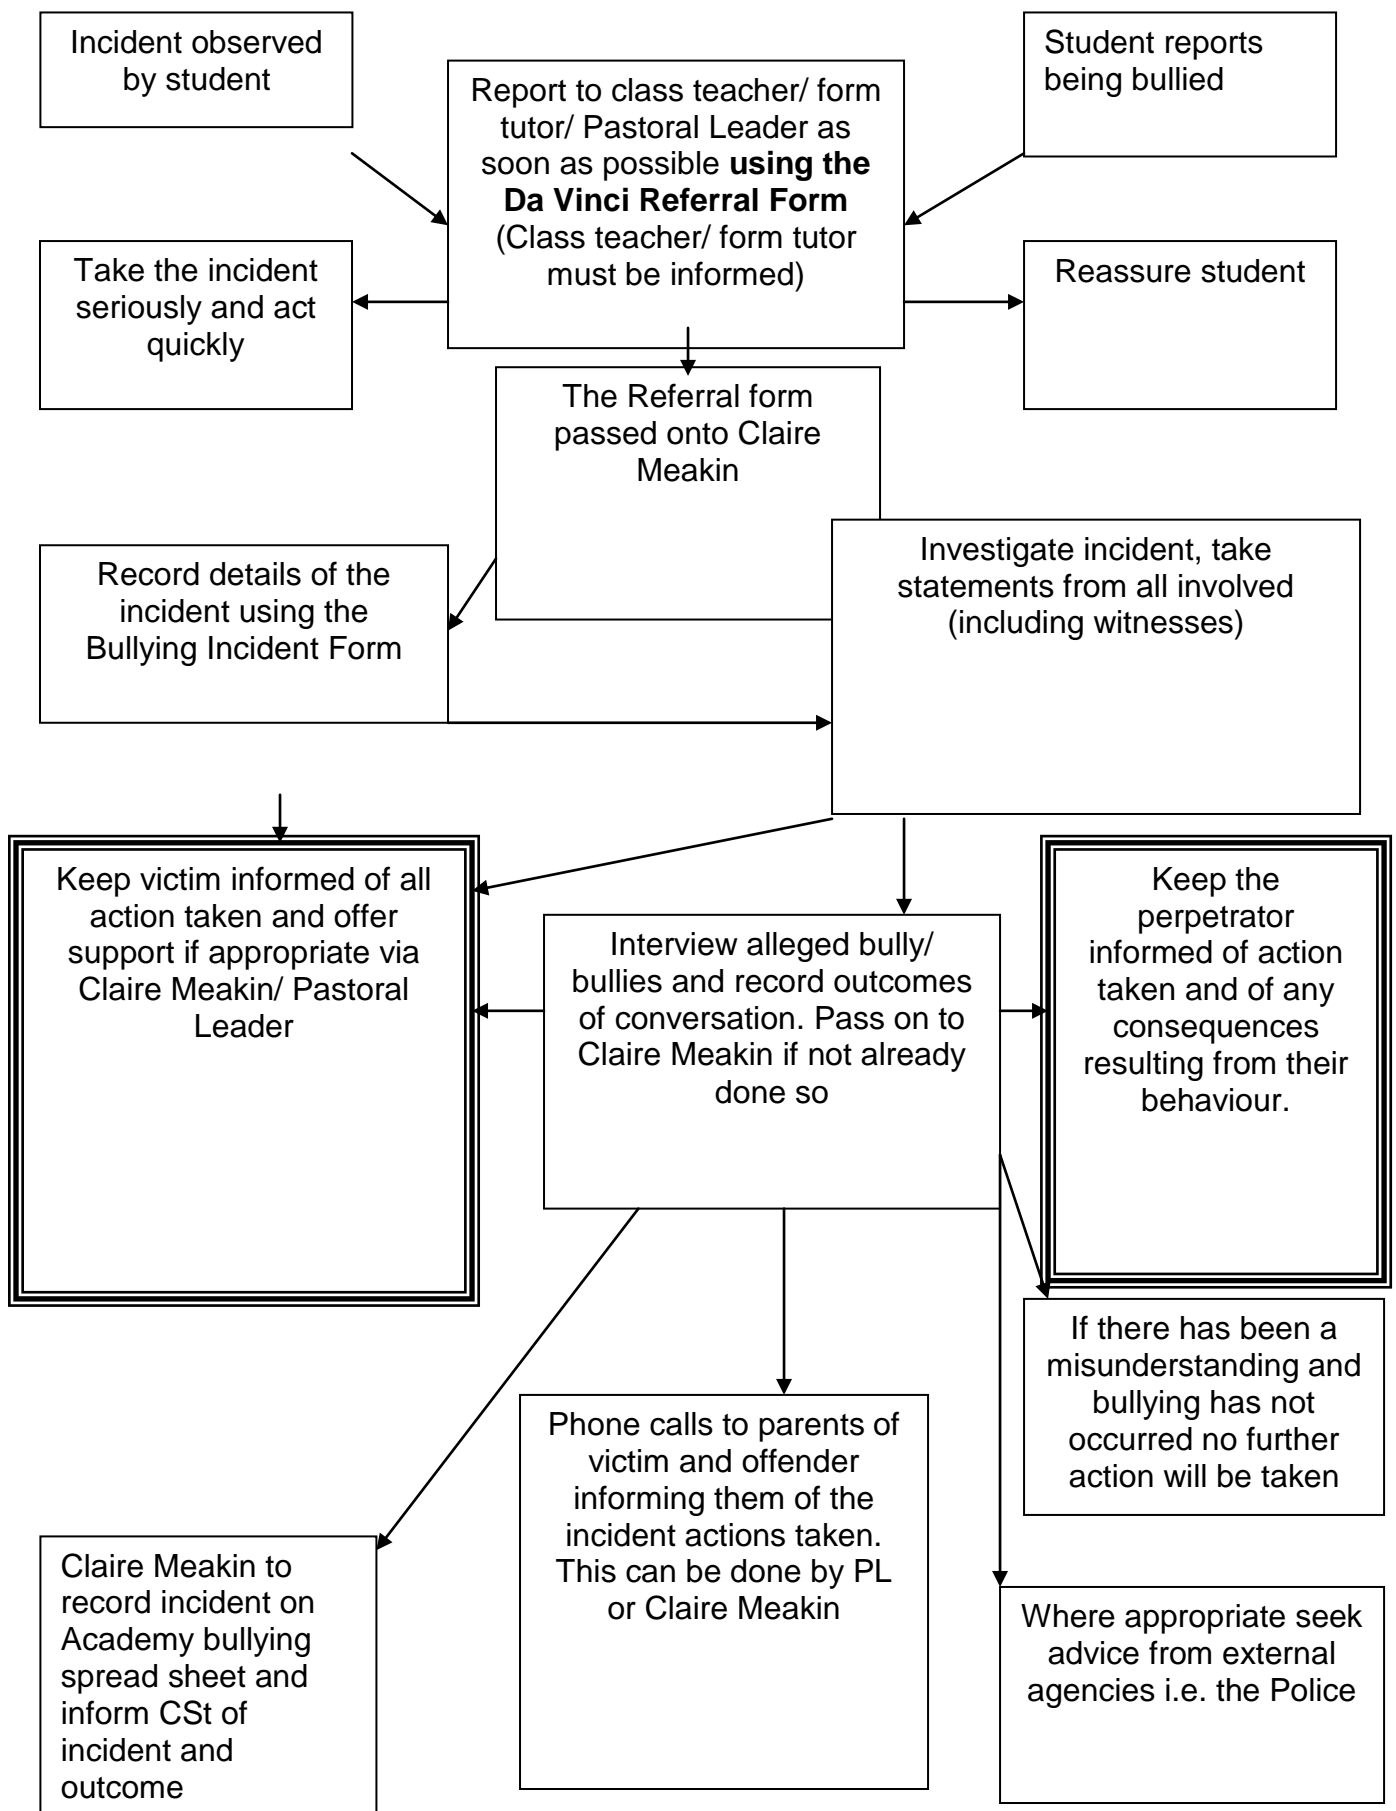 Incident observed
by student
Student reports
being bullied
Report to class teacher/ form
tutor/ Pastoral Leader as
soon as possible using the
Da Vinci Referral Form
(Class teacher/ form tutor
must be informed)
Take the incident
seriously and act
quickly
Reassure student
The Referral form
passed onto Claire
Meakin
Record details of the
incident using the
Bullying Incident Form
Investigate incident, take
statements from all involved
(including witnesses)
Keep victim informed of all
action taken and offer
support if appropriate via
Claire Meakin/ Pastoral
Leader
Interview alleged bully/
bullies and record outcomes
of conversation. Pass on to
Claire Meakin if not already
done so
Keep the
perpetrator
informed of action
taken and of any
consequences
resulting from their
behaviour.
If there has been a
misunderstanding and
bullying has not
occurred no further
action will be taken
Phone calls to parents of
victim and offender
informing them of the
incident actions taken.
This can be done by PL
or Claire Meakin
Claire Meakin to
record incident on
Academy bullying
spread sheet and
inform CSt of
incident and
outcome
Where appropriate seek
advice from external
agencies i.e. the Police